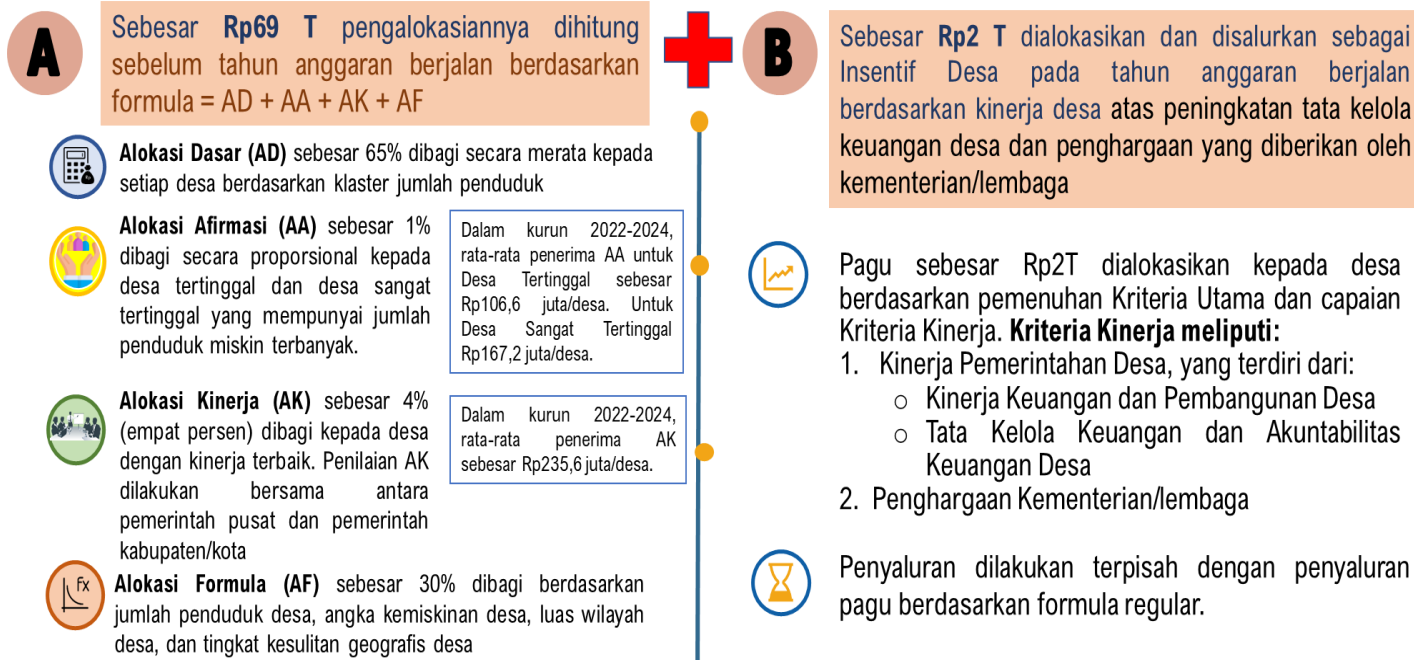 A
Sebesar Rp69 T pengalokasiannya dihitung
sebelum tahun anggaran berjalan berdasarkan
formula = AD + AA + AK + AF
Alokasi Dasar (AD) sebesar 65% dibagi secara merata kepada
setiap desa berdasarkan klaster jumlah penduduk
Alokasi Afirmasi (AA) sebesar 1%
dibagi secara proporsional kepada
desa tertinggal dan desa sangat
tertinggal yang mempunyai jumlah
penduduk miskin terbanyak.
Dalam kurun 2022-2024,
rata-rata penerima AA untuk
Desa Tertinggal sebesar
Rp106,6 juta/desa. Untuk
Desa Sangat Tertinggal
Rp167,2 juta/desa.
Alokasi Kinerja (AK) sebesar 4%
(empat persen) dibagi kepada desa
dengan kinerja terbaik. Penilaian AK
dilakukan bersama antara
pemerintah pusat dan pemerintah
kabupaten/kota
Dalam kurun 2022-2024,
rata-rata penerima AK
sebesar Rp235,6 juta/desa.
fx
Alokasi Formula (AF) sebesar 30% dibagi berdasarkan
jumlah penduduk desa, angka kemiskinan desa, luas wilayah
desa, dan tingkat kesulitan geografis desa
B
Sebesar Rp2 T dialokasikan dan disalurkan sebagai
Insentif Desa pada tahun anggaran berjalan
berdasarkan kinerja desa atas peningkatan tata kelola
keuangan desa dan penghargaan yang diberikan oleh
kementerian/lembaga
Pagu sebesar Rp2T dialokasikan kepada desa
berdasarkan pemenuhan Kriteria Utama dan capaian
Kriteria Kinerja. Kriteria Kinerja meliputi:
1. Kinerja Pemerintahan Desa, yang terdiri dari:
○ Kinerja Keuangan dan Pembangunan Desa
○ Tata Kelola Keuangan dan Akuntabilitas
Keuangan Desa
2. Penghargaan Kementerian/lembaga
Penyaluran dilakukan terpisah dengan penyaluran
pagu berdasarkan formula regular.